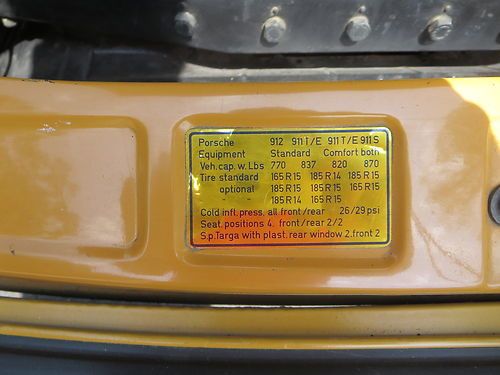 Porsche 912 911T/E 911T/E 911S
Equipment Standard Comfort both
Veh. cap. w. Lbs 770 837 820 870
Tire standard 165 R 15 185 R 14 185 R 15
optional 185 R 15 185 R 15 165 R 15
- - 185 R 14 165 R 15
Cold infl. press. all front/rear 26/29 psi
Seat. positions 4. front/rear 2/2
S.p. Targa with plast. rear window 2. front 2